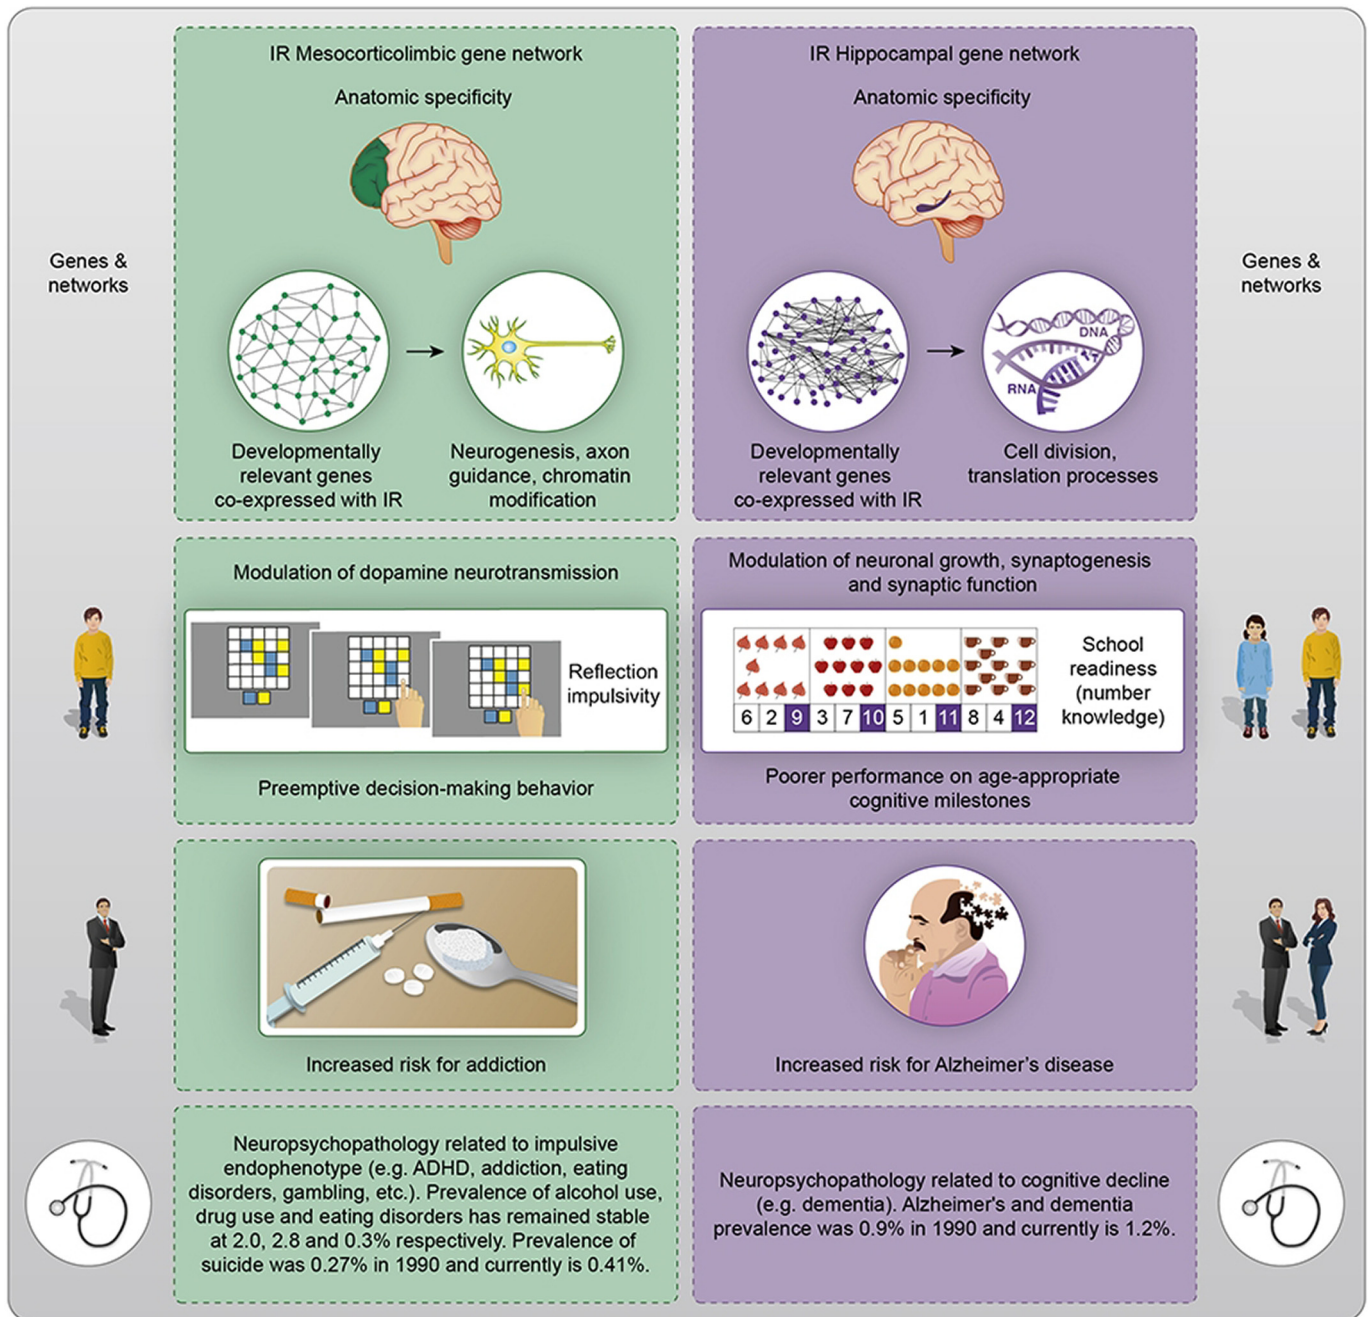 IR Mesocorticolimbic gene network
Anatomic specificity
Genes &
networks
Developmentally
relevant genes
co-expressed with IR
Neurogenesis, axon
guidance, chromatin
modification
IR Hippocampal gene network
Anatomic specificity
DNA
RNA
Developmentally
relevant genes
co-expressed with IR
Cell division,
translation processes
Genes &
networks
Modulation of dopamine neurotransmission
Reflection
impulsivity
Preemptive decision-making behavior
Modulation of neuronal growth, synaptogenesis
and synaptic function
6 2 9 3 7 10 5 1 11 8 4 12
School
readiness
(number
knowledge)
Poorer performance on age-appropriate
cognitive milestones
Increased risk for addiction
Increased risk for Alzheimer's disease
Neuropsychopathology related to impulsive
endophenotype (e.g. ADHD, addiction, eating
disorders, gambling, etc.). Prevalence of alcohol use,
drug use and eating disorders has remained stable
at 2.0, 2.8 and 0.3% respectively. Prevalence of
suicide was 0.27% in 1990 and currently is 0.41%.
Neuropsychopathology related to cognitive decline
(e.g. dementia). Alzheimer's and dementia
prevalence was 0.9% in 1990 and currently is 1.2%.